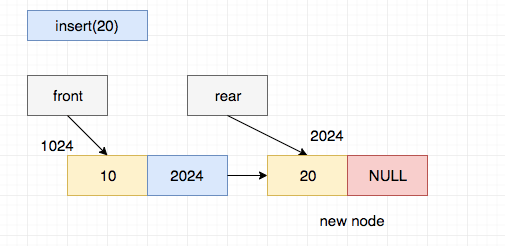 insert(20)
front
rear
1024
2024
10
2024
20
NULL
new node